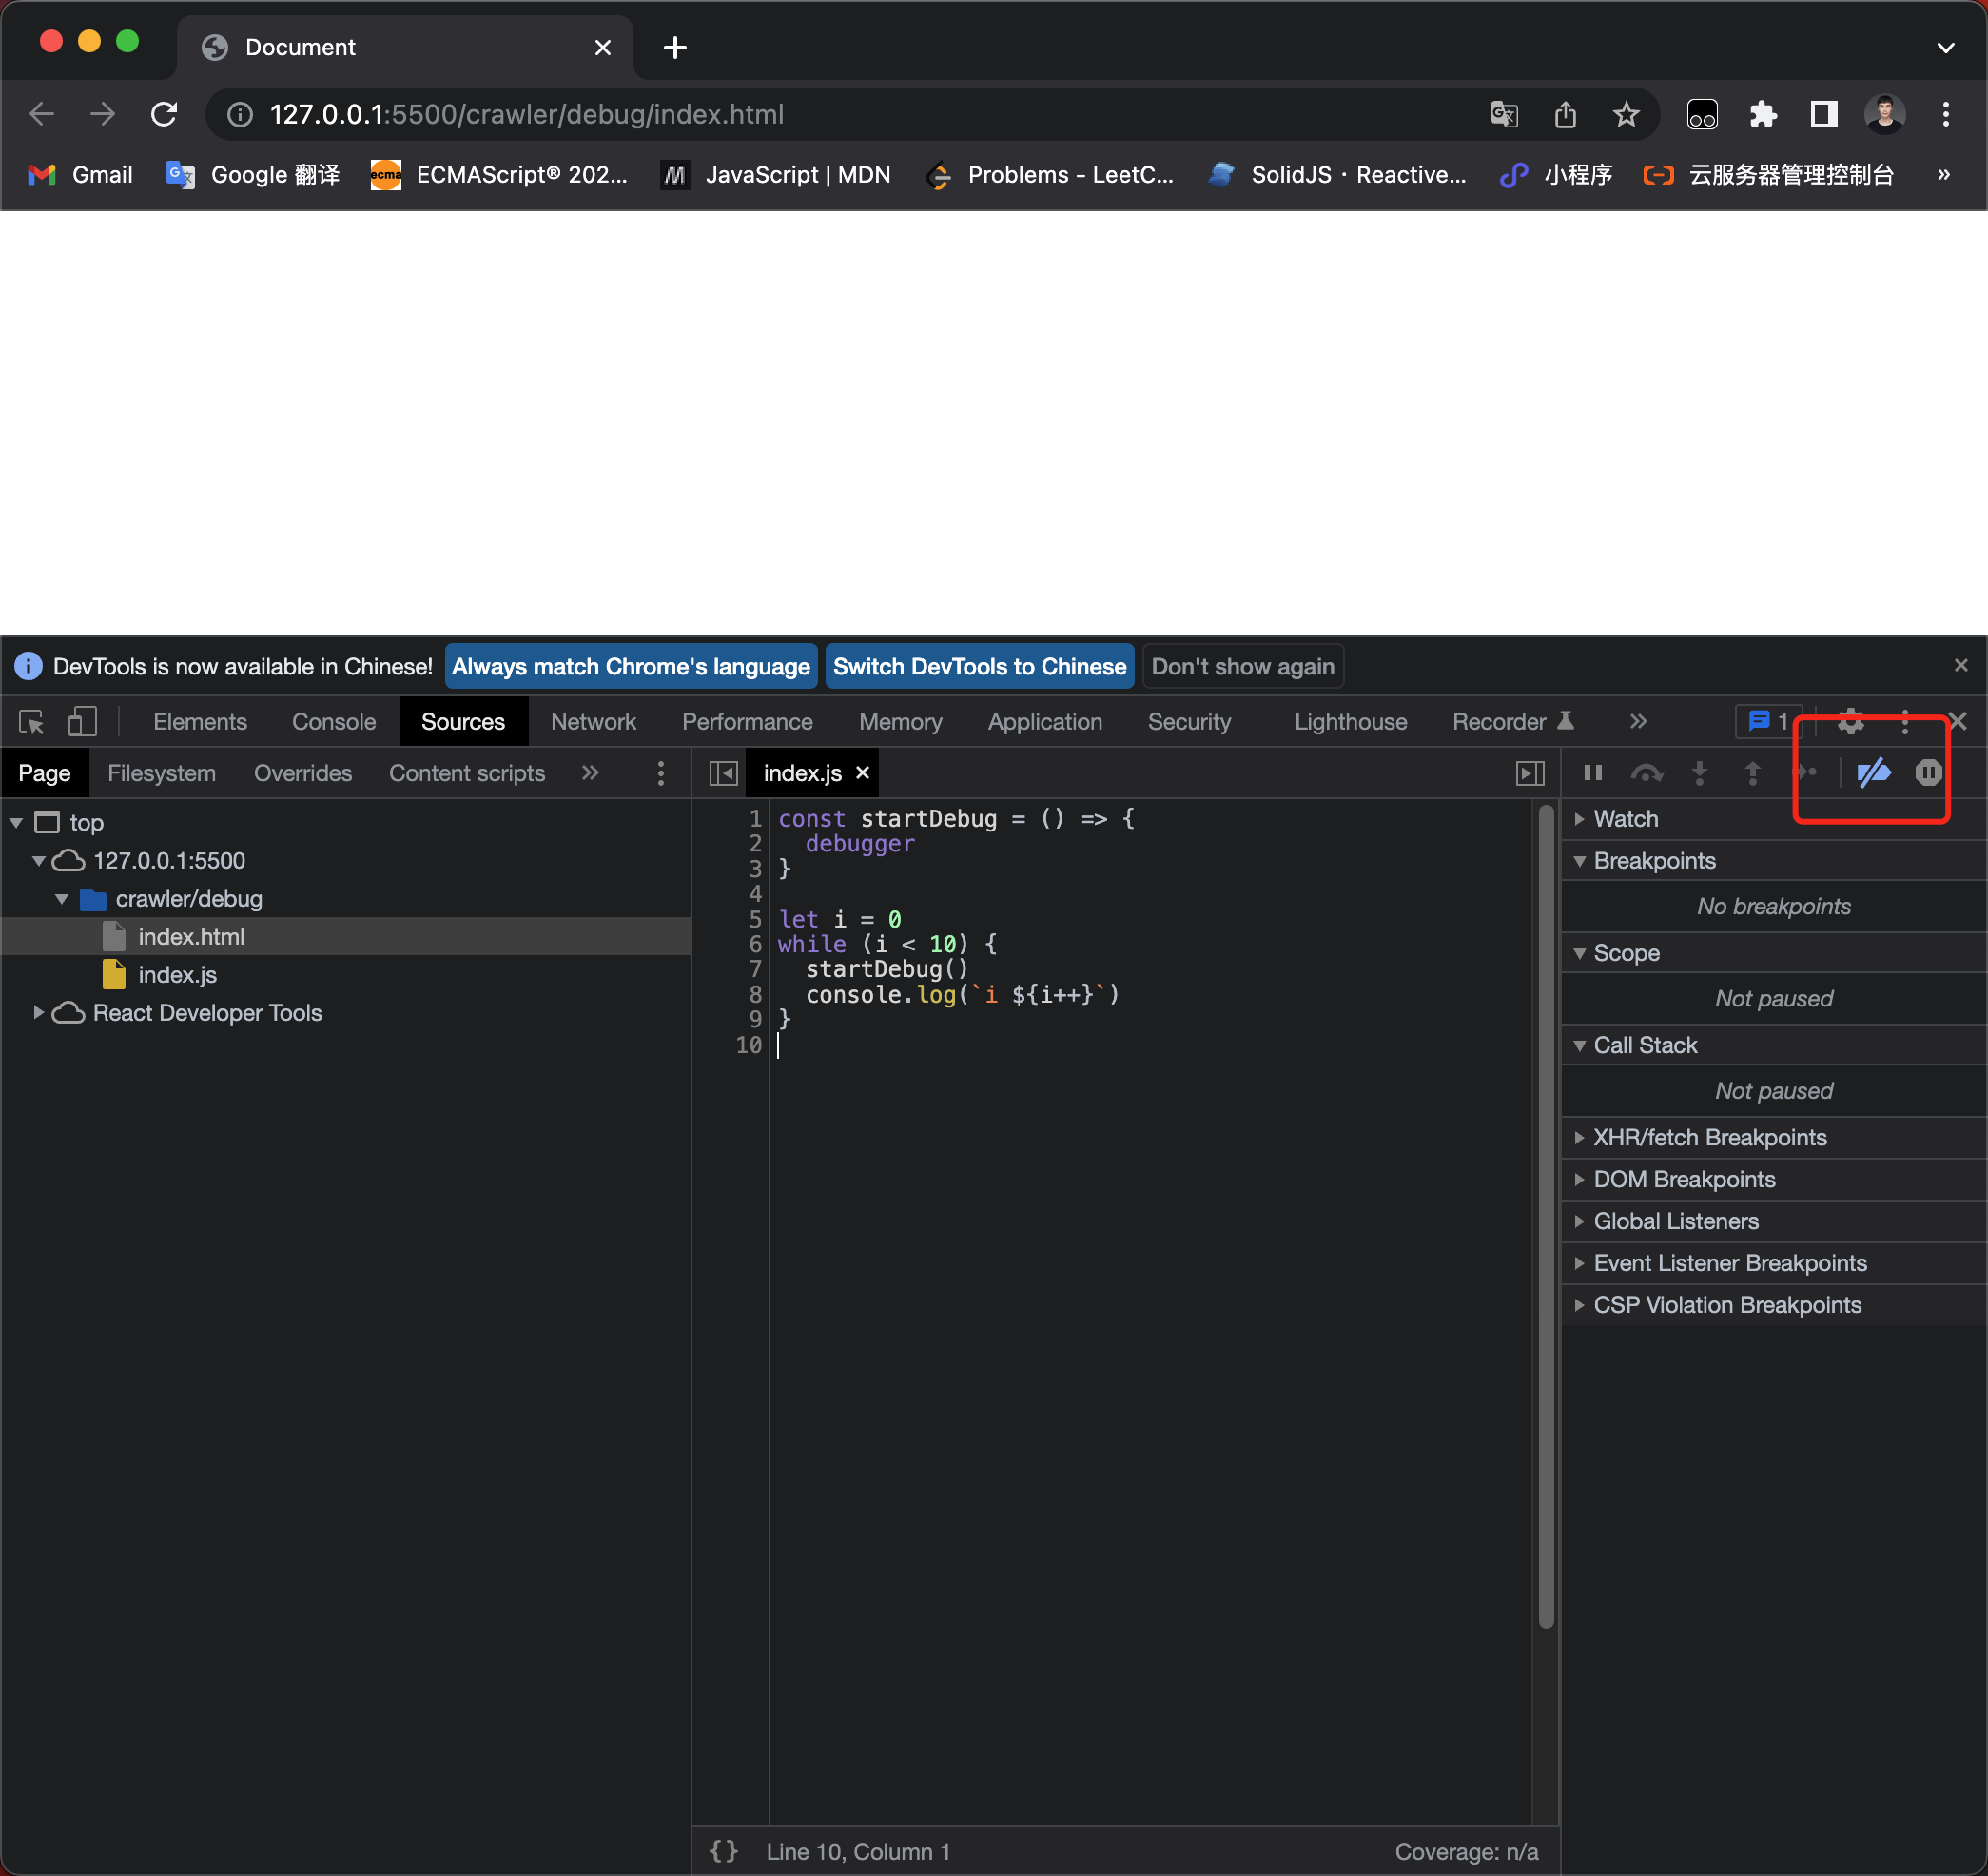 Document
127.0.0.1:5500/crawler/debug/index.html
Gmail Google 翻译 ecma ECMAScript® 202... M JavaScript | MDN Problems - LeetC... SolidJS · Reactive... 小程序 云服务器管理控制台 »
DevTools is now available in Chinese! Always match Chrome's language Switch DevTools to Chinese Don't show again
Elements Console Sources Network Performance Memory Application Security Lighthouse Recorder » 1
Page Filesystem Overrides Content scripts » index.js
top
127.0.0.1:5500
crawler/debug
index.html
index.js
React Developer Tools
1 const startDebug = () => {
2   debugger
3 }
4
5 let i = 0
6 while (i < 10) {
7   startDebug()
8   console.log(`i ${i++}`)
9 }
10
Watch
Breakpoints
No breakpoints
Scope
Not paused
Call Stack
Not paused
XHR/fetch Breakpoints
DOM Breakpoints
Global Listeners
Event Listener Breakpoints
CSP Violation Breakpoints
{} Line 10, Column 1 Coverage: n/a